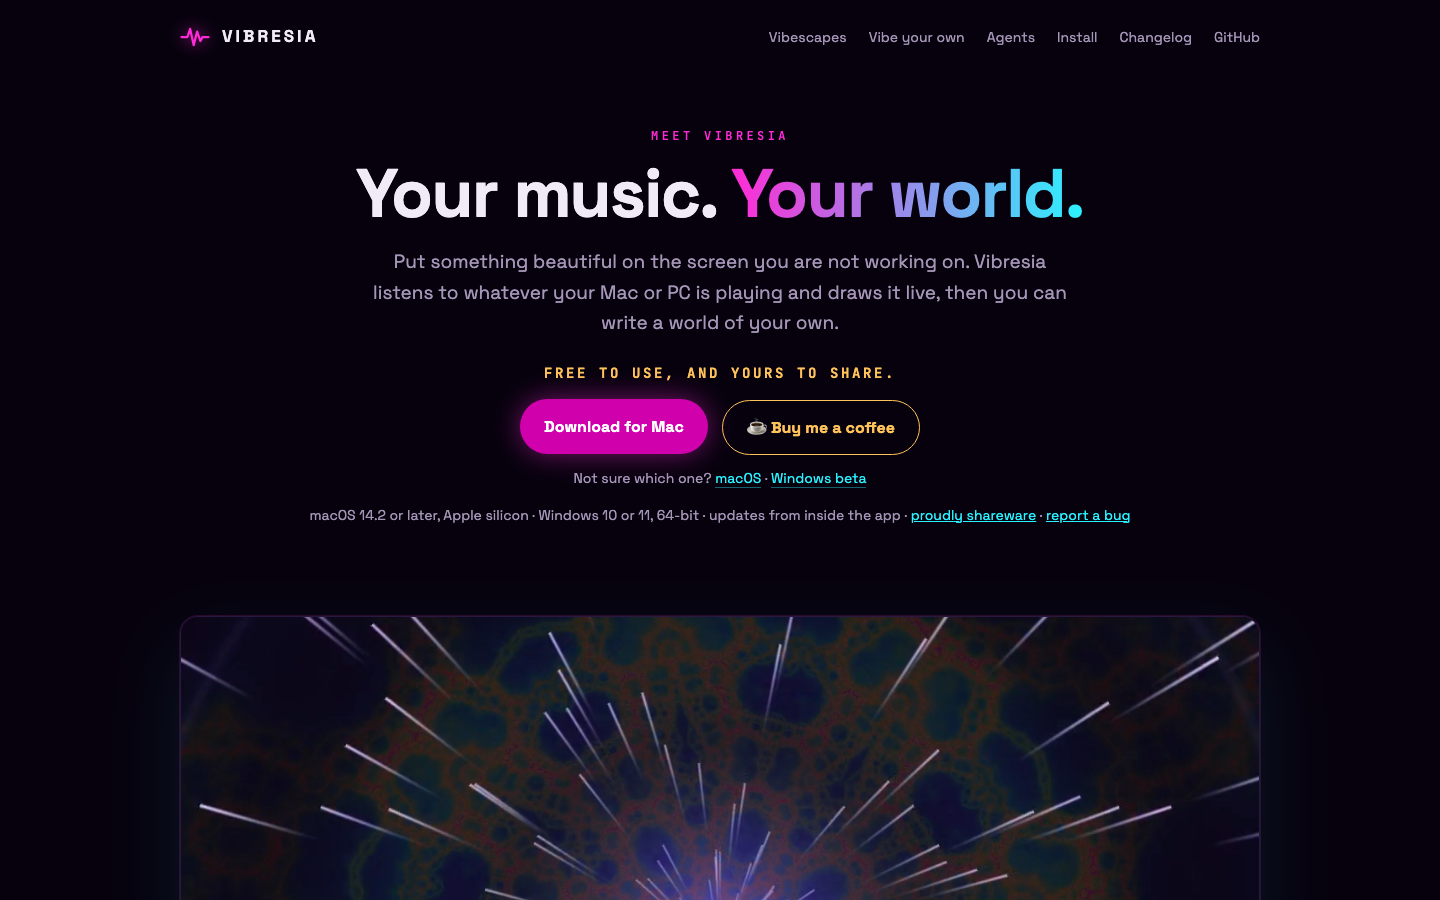 VIBRESIA
Vibescapes Vibe your own Agents Install Changelog GitHub
MEET VIBRESIA
Your music. Your world.
Put something beautiful on the screen you are not working on. Vibresia
listens to whatever your Mac or PC is playing and draws it live, then you can
write a world of your own.
FREE TO USE, AND YOURS TO SHARE.
Download for Mac
☕ Buy me a coffee
Not sure which one? macOS · Windows beta
macOS 14.2 or later, Apple silicon · Windows 10 or 11, 64-bit · updates from inside the app · proudly shareware · report a bug